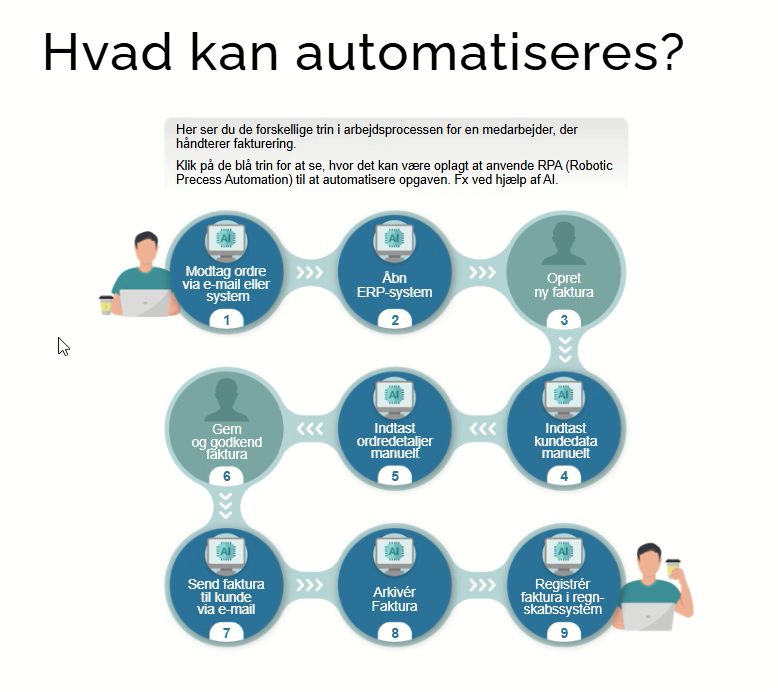 Hvad kan automatiseres?
Her ser du de forskellige trin i arbejdsprocessen for en medarbejder, der
håndterer fakturering.
Klik på de blå trin for at se, hvor det kan være oplagt at anvende RPA (Robotic
Precess Automation) til at automatisere opgaven. Fx ved hjælp af AI.
AI
Modtag ordre
via e-mail eller
system
1
AI
Åbn
ERP-system
2
Opret
ny faktura
3
AI
Indtast
kundedata
manuelt
4
AI
Indtast
ordredetaljer
manuelt
5
Gem
og godkend
faktura
6
AI
Send faktura
til kunde
via e-mail
7
AI
Arkivér
Faktura
8
AI
Registrér
faktura i regn-
skabssystem
9